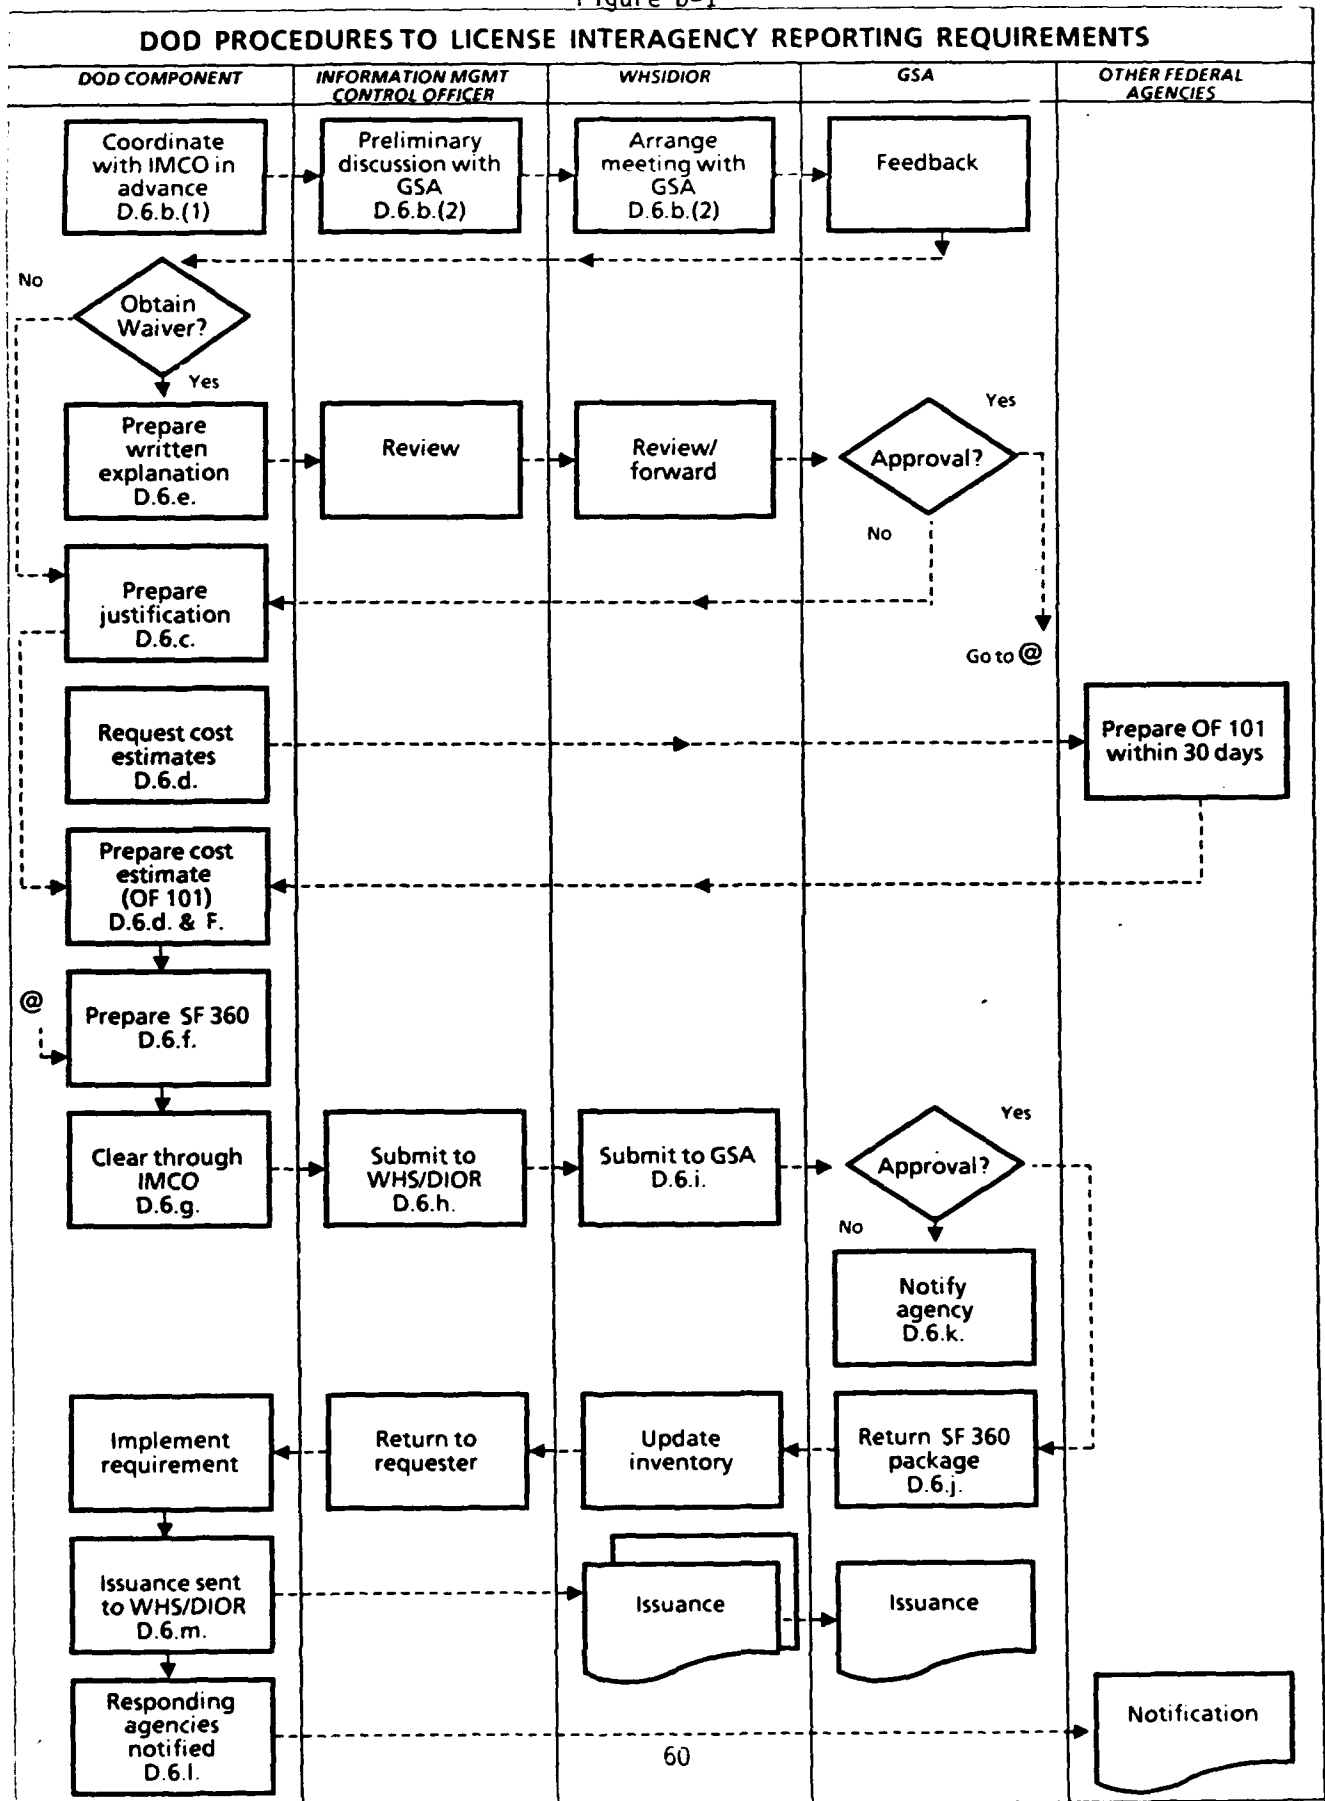 Figure D-1
DOD PROCEDURES TO LICENSE INTERAGENCY REPORTING REQUIREMENTS
DOD COMPONENT
INFORMATION MGMT
CONTROL OFFICER
WHSIDIOR
GSA
OTHER FEDERAL
AGENCIES
Coordinate
with IMCO in
advance
D.6.b.(1)
Preliminary
discussion with
GSA
D.6.b.(2)
Arrange
meeting with
GSA
D.6.b.(2)
Feedback
No
Obtain
Waiver?
Yes
Prepare
written
explanation
D.6.e.
Review
Review/
forward
Approval?
Yes
No
Prepare
justification
D.6.c.
Go to @
Request cost
estimates
D.6.d.
Prepare OF 101
within 30 days
Prepare cost
estimate
(OF 101)
D.6.d. & F.
@
Prepare SF 360
D.6.f.
Clear through
IMCO
D.6.g.
Submit to
WHS/DIOR
D.6.h.
Submit to GSA
D.6.i.
Approval?
Yes
No
Notify
agency
D.6.k.
Implement
requirement
Return to
requester
Update
inventory
Return SF 360
package
D.6.j.
Issuance sent
to WHS/DIOR
D.6.m.
Issuance
Issuance
Responding
agencies
notified
D.6.l.
Notification
60